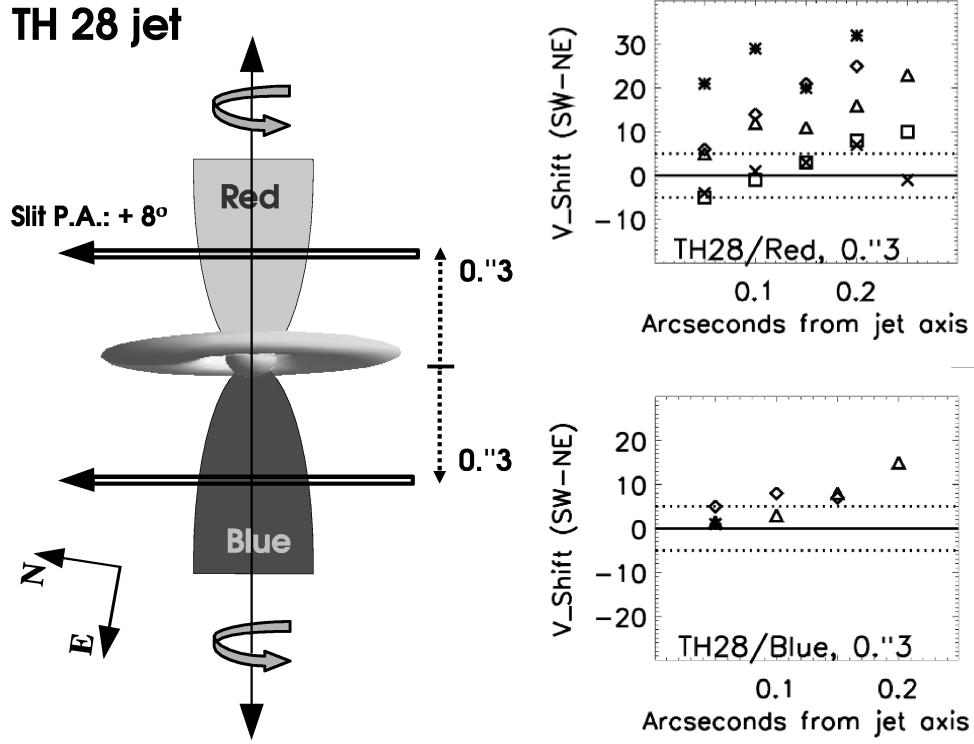 TH 28 jet
Red
Slit P.A.: + 8º
0."3
0."3
Blue
N
E
V_Shift (SW-NE)
30
20
10
0
-10
TH28/Red, 0."3
0.1 0.2
Arcseconds from jet axis
V_Shift (SW-NE)
20
10
0
-10
-20
TH28/Blue, 0."3
0.1 0.2
Arcseconds from jet axis